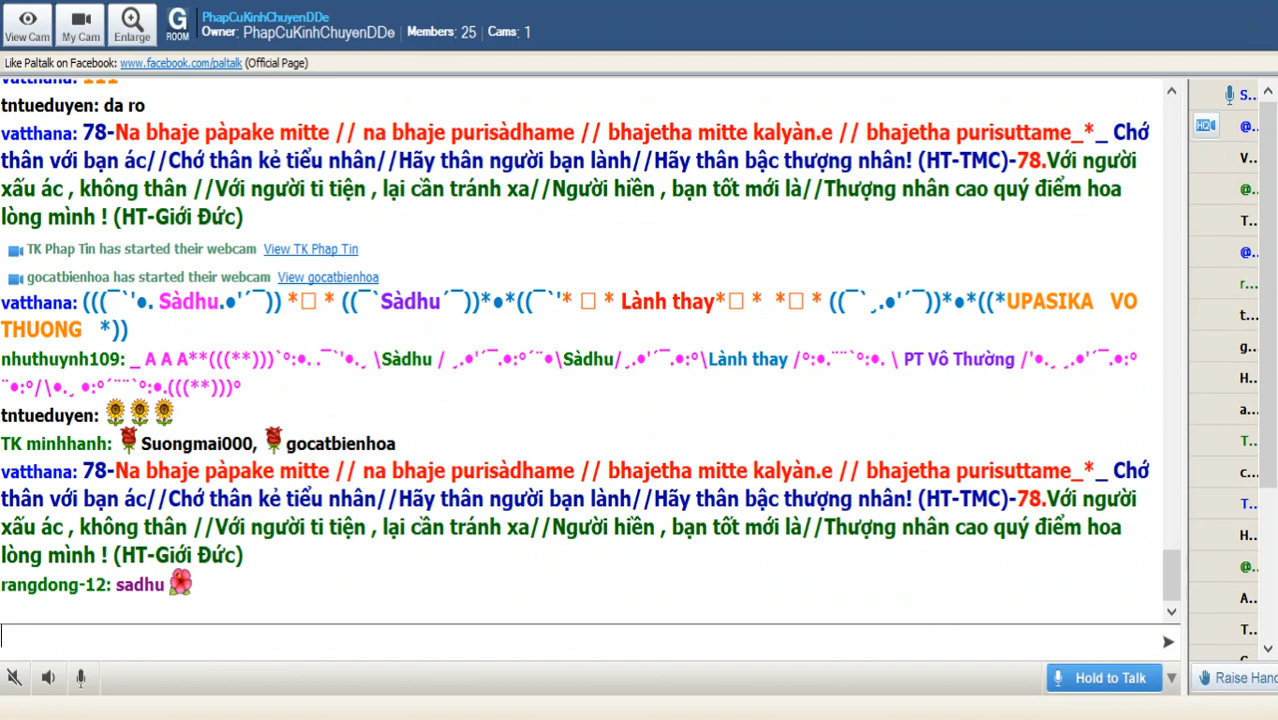 View Cam
My Cam
Enlarge
G
ROOM
PhapCuKinhChuyenDDe
Owner: PhapCuKinhChuyenDDe Members: 25 Cams: 1
Like Paltalk on Facebook: www.facebook.com/paltalk (Official Page)
tntueduyen: da ro
vatthana: 78-Na bhaje pàpake mitte // na bhaje purisàdhame // bhajetha mitte kalyàn.e // bhajetha purisuttame_*_ Chớ
thân với bạn ác//Chớ thân kẻ tiểu nhân//Hãy thân người bạn lành//Hãy thân bậc thượng nhân! (HT-TMC)-78.Với người
xấu ác , không thân //Với người ti tiện , lại cần tránh xa//Người hiền , bạn tốt mới là//Thượng nhân cao quý điểm hoa
lòng mình ! (HT-Giới Đức)
TK Phap Tin has started their webcam View TK Phap Tin
gocatbienhoa has started their webcam View gocatbienhoa
vatthana: (((¯`'●. Sàdhu.●'´¯)) *□ * ((¯`Sàdhu´¯))*●*((¯`'* □ * Lành thay*□ * *□ * ((¯`¸.●'´¯))*●*((*UPASIKA VO
THUONG *))
nhuthuynh109: _ A A A**(((**)))`°:●. .¯`'●.¸ \Sàdhu / ¸.●'´¯.●:°´¨●\Sàdhu/¸.●'´¯.●:°\Lành thay /°:●.¨¨`°:●. \ PT Vô Thường /'●.¸ ¸.●'´¯.●:°
¨●:°/\●.¸ ●:°´¨¨`°:●.(((**)))°
tntueduyen:
TK minhhanh: Suongmai000, gocatbienhoa
vatthana: 78-Na bhaje pàpake mitte // na bhaje purisàdhame // bhajetha mitte kalyàn.e // bhajetha purisuttame_*_ Chớ
thân với bạn ác//Chớ thân kẻ tiểu nhân//Hãy thân người bạn lành//Hãy thân bậc thượng nhân! (HT-TMC)-78.Với người
xấu ác , không thân //Với người ti tiện , lại cần tránh xa//Người hiền , bạn tốt mới là//Thượng nhân cao quý điểm hoa
lòng mình ! (HT-Giới Đức)
rangdong-12: sadhu
S...
HQ
@..
V...
@..
T...
@..
r...
t...
g...
H...
a...
T...
c...
T...
H...
@..
A...
T...
Hold to Talk
Raise Hand